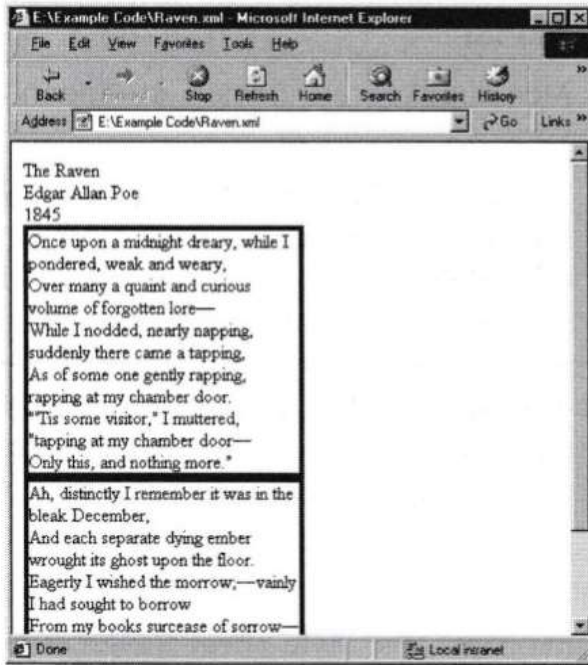 E:\Example Code\Raven.xml - Microsoft Internet Explorer
File Edit View Favorites Tools Help
Back Forward Stop Refresh Home Search Favorites History »
Address E:\Example Code\Raven.xml Go Links »
The Raven
Edgar Allan Poe
1845
Once upon a midnight dreary, while I
pondered, weak and weary,
Over many a quaint and curious
volume of forgotten lore—
While I nodded, nearly napping,
suddenly there came a tapping,
As of some one gently rapping,
rapping at my chamber door.
"'Tis some visitor," I muttered,
"tapping at my chamber door—
Only this, and nothing more."
Ah, distinctly I remember it was in the
bleak December,
And each separate dying ember
wrought its ghost upon the floor.
Eagerly I wished the morrow;—vainly
I had sought to borrow
From my books surcease of sorrow—
Done Local intranet